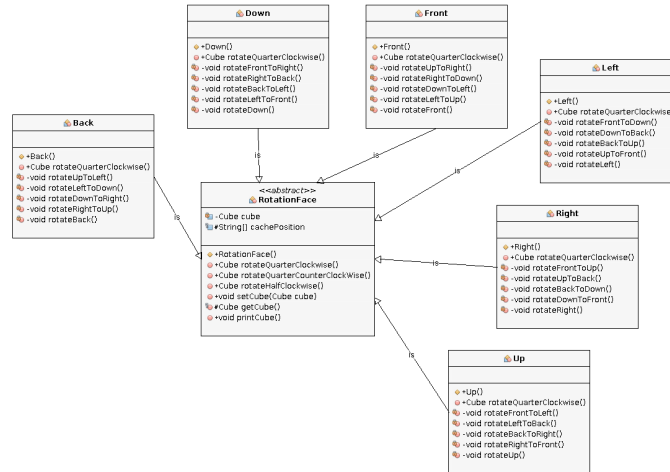 Down
+Down()
+Cube rotateQuarterClockwise()
-void rotateFrontToRight()
-void rotateRightToBack()
-void rotateBackToLeft()
-void rotateLeftToFront()
-void rotateDown()
Front
+Front()
+Cube rotateQuarterClockwise()
-void rotateUpToRight()
-void rotateRightToDown()
-void rotateDownToLeft()
-void rotateLeftToUp()
-void rotateFront()
Left
+Left()
+Cube rotateQuarterClockwise
-void rotateFrontToDown()
-void rotateDownToBack()
-void rotateBackToUp()
-void rotateUpToFront()
-void rotateLeft()
Back
+Back()
+Cube rotateQuarterClockwise()
-void rotateUpToLeft()
-void rotateLeftToDown()
-void rotateDownToRight()
-void rotateRightToUp()
-void rotateBack()
is
is
is
is
<<abstract>>
RotationFace
-Cube cube
#String[] cachePosition
+RotationFace()
+Cube rotateQuarterClockwise()
+Cube rotateQuarterCounterClockWise()
+Cube rotateHalfClockwise()
+void setCube(Cube cube)
#Cube getCube()
+void printCube()
is
Right
+Right()
+Cube rotateQuarterClockwise()
-void rotateFrontToUp()
-void rotateUpToBack()
-void rotateBackToDown()
-void rotateDownToFront()
-void rotateRight()
is
Up
+Up()
+Cube rotateQuarterClockwise()
-void rotateFrontToLeft()
-void rotateLeftToBack()
-void rotateBackToRight()
-void rotateRightToFront()
-void rotateUp()